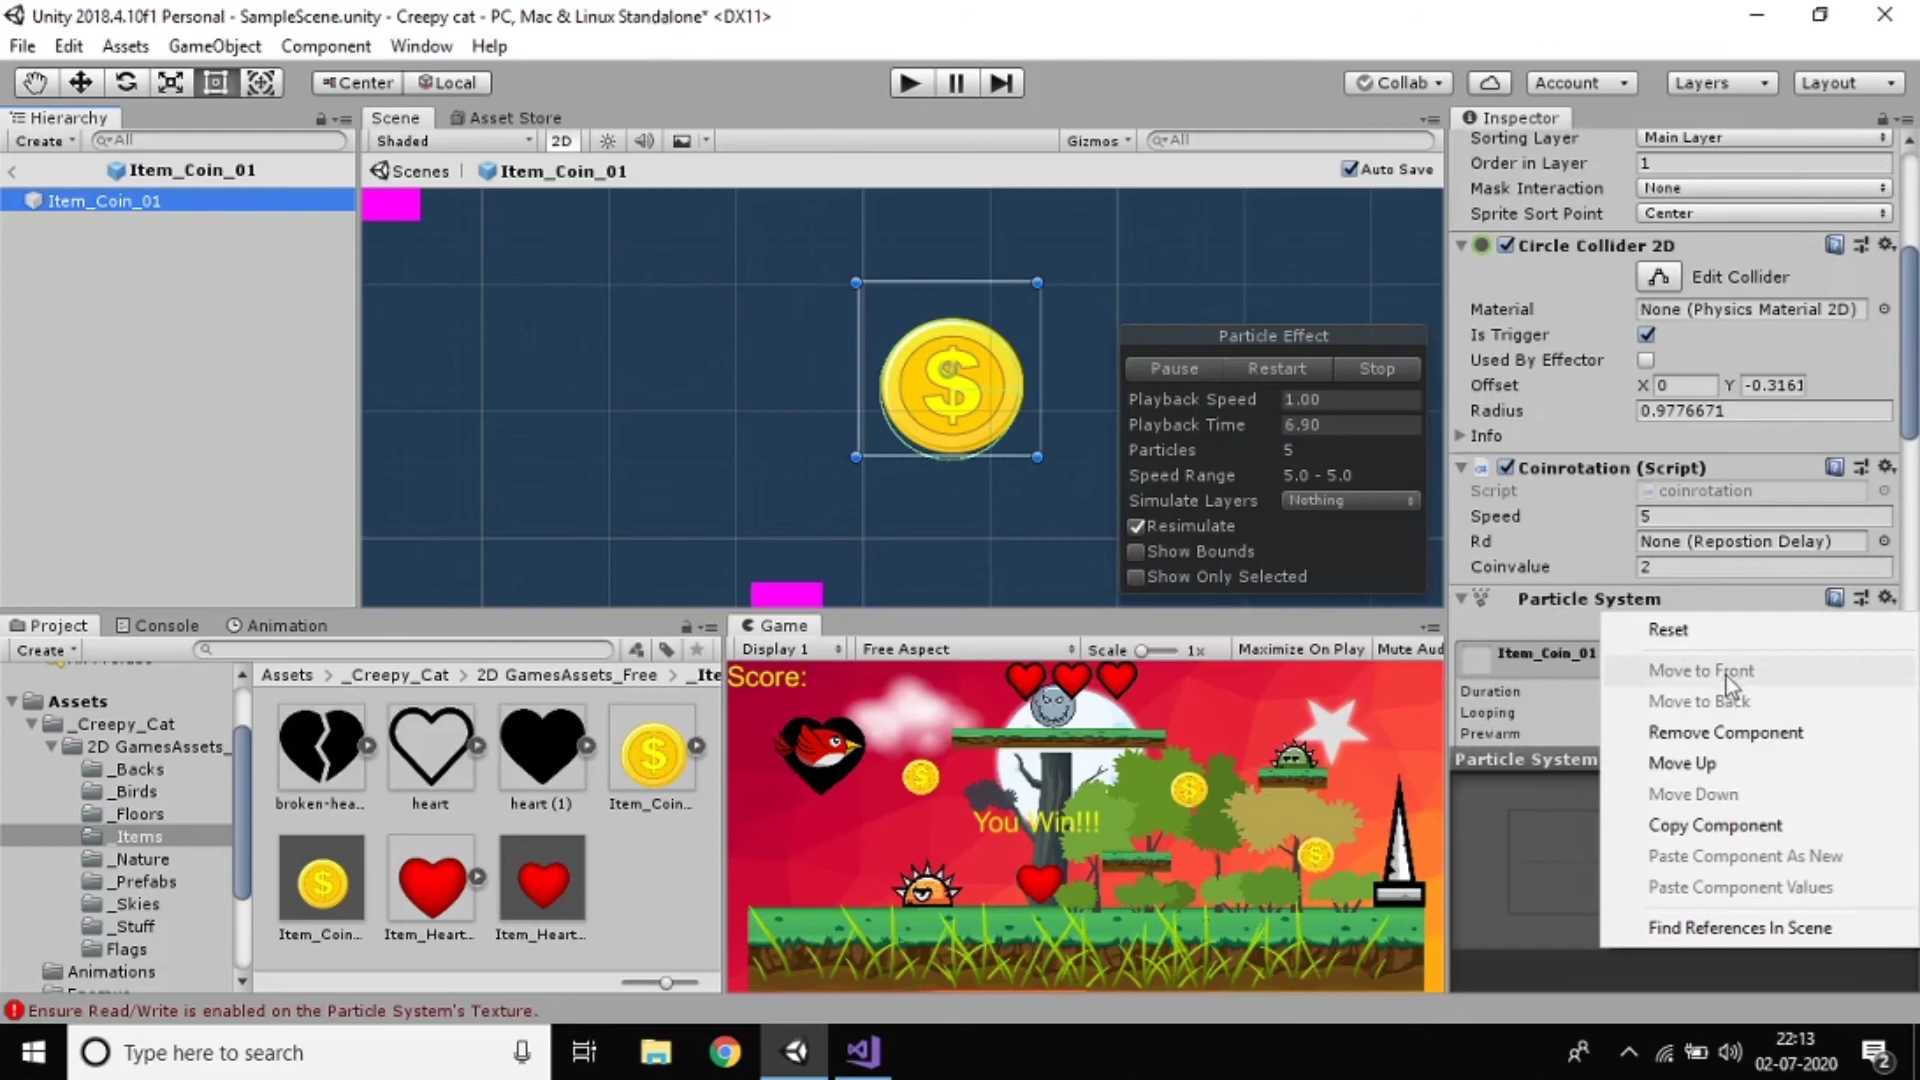 Unity 2018.4.10f1 Personal - SampleScene.unity - Creepy cat - PC, Mac & Linux Standalone* <DX11>
File Edit Assets GameObject Component Window Help
Center Local Collab Account Layers Layout
Hierarchy
Create All
Item_Coin_01
Item_Coin_01
Scene Asset Store
Shaded 2D Gizmos All
Scenes Item_Coin_01 Auto Save
Particle Effect
Pause Restart Stop
Playback Speed 1.00
Playback Time 6.90
Particles 5
Speed Range 5.0 - 5.0
Simulate Layers Nothing
Resimulate
Show Bounds
Show Only Selected
Inspector
Sorting Layer Main Layer
Order in Layer 1
Mask Interaction None
Sprite Sort Point Center
Circle Collider 2D
Edit Collider
Material None (Physics Material 2D)
Is Trigger
Used By Effector
Offset X 0 Y -0.3161
Radius 0.9776671
Info
Coinrotation (Script)
Script coinrotation
Speed 5
Rd None (Repostion Delay)
Coinvalue 2
Particle System
Item_Coin_01
Duration
Looping
Prewarm
Particle System
Reset
Move to Front
Move to Back
Remove Component
Move Up
Move Down
Copy Component
Paste Component As New
Paste Component Values
Find References In Scene
Project Console Animation
Create
Assets
_Creepy_Cat
2D GamesAssets_
_Backs
_Birds
_Floors
_Items
_Nature
_Prefabs
_Skies
_Stuff
Flags
Animations
Assets _Creepy_Cat 2D GamesAssets_Free _Ite
broken-hea... heart heart (1) Item_Coin...
Item_Coin... Item_Heart... Item_Heart...
Game
Display 1 Free Aspect Scale 1x Maximize On Play Mute Aud
Score:
You Win!!!
Ensure Read/Write is enabled on the Particle System's Texture.
Type here to search
22:13
02-07-2020
2